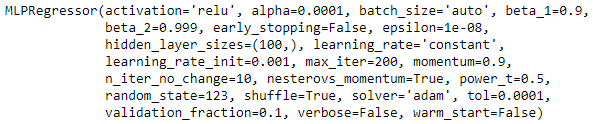 MLPRegressor(activation='relu', alpha=0.0001, batch_size='auto', beta_1=0.9,
beta_2=0.999, early_stopping=False, epsilon=1e-08,
hidden_layer_sizes=(100,), learning_rate='constant',
learning_rate_init=0.001, max_iter=200, momentum=0.9,
n_iter_no_change=10, nesterovs_momentum=True, power_t=0.5,
random_state=123, shuffle=True, solver='adam', tol=0.0001,
validation_fraction=0.1, verbose=False, warm_start=False)